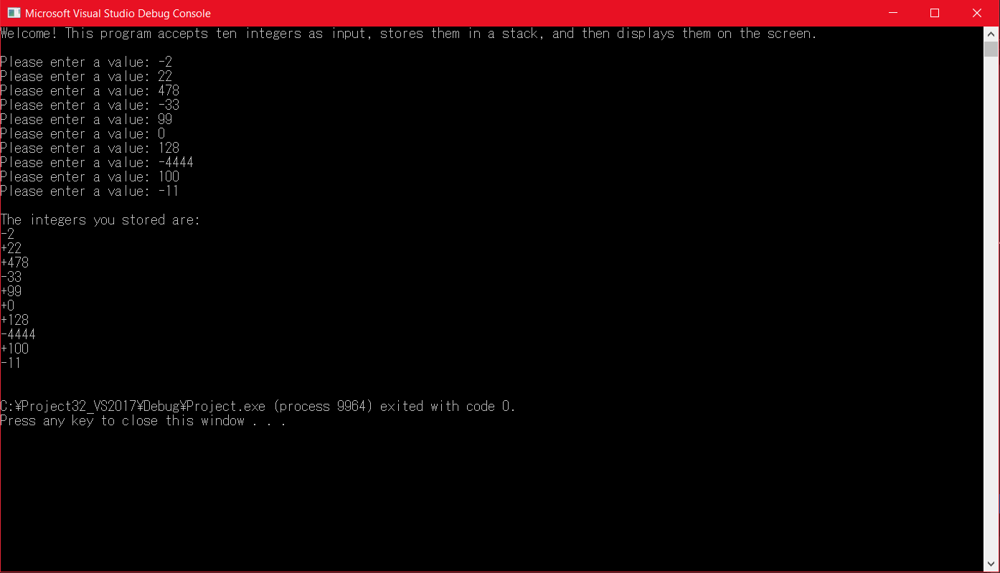 Microsoft Visual Studio Debug Console
Welcome! This program accepts ten integers as input, stores them in a stack, and then displays them on the screen.
Please enter a value: -2
Please enter a value: 22
Please enter a value: 478
Please enter a value: -33
Please enter a value: 99
Please enter a value: 0
Please enter a value: 128
Please enter a value: -4444
Please enter a value: 100
Please enter a value: -11
The integers you stored are:
-2
+22
+478
-33
+99
+0
+128
-4444
+100
-11
C:¥Project32_VS2017¥Debug¥Project.exe (process 9964) exited with code 0.
Press any key to close this window . . .